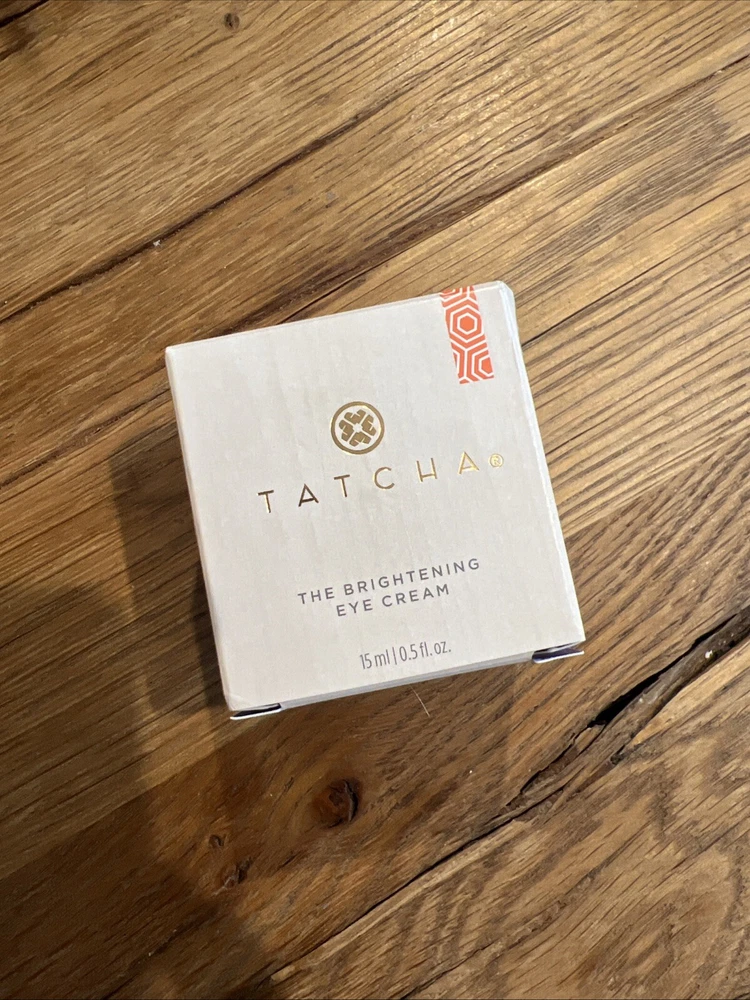 TATCHA®
THE BRIGHTENING
EYE CREAM
15 ml | 0.5 fl. oz.